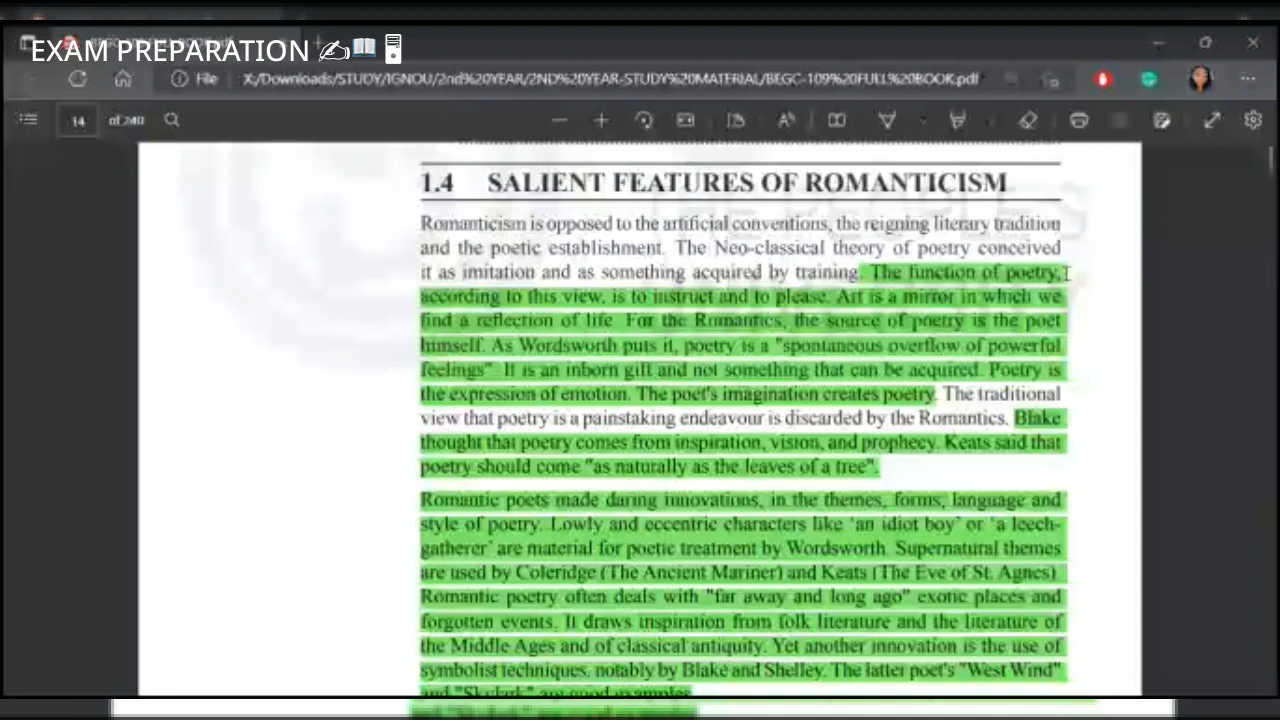 EXAM PREPARATION ✍📖🖥
File X:/Downloads/STUDY/IGNOU/2nd%20YEAR/2ND%20YEAR-STUDY%20MATERIAL/BEGC-109%20FULL%20BOOK.pdf
14 of 240
1.4 SALIENT FEATURES OF ROMANTICISM
Romanticism is opposed to the artificial conventions, the reigning literary tradition
and the poetic establishment. The Neo-classical theory of poetry conceived
it as imitation and as something acquired by training. The function of poetry,
according to this view, is to instruct and to please. Art is a mirror in which we
find a reflection of life. For the Romantics, the source of poetry is the poet
himself. As Wordsworth puts it, poetry is a "spontaneous overflow of powerful
feelings". It is an inborn gift and not something that can be acquired. Poetry is
the expression of emotion. The poet's imagination creates poetry. The traditional
view that poetry is a painstaking endeavour is discarded by the Romantics. Blake
thought that poetry comes from inspiration, vision, and prophecy. Keats said that
poetry should come "as naturally as the leaves of a tree".
Romantic poets made daring innovations, in the themes, forms, language and
style of poetry. Lowly and eccentric characters like 'an idiot boy' or 'a leech-
gatherer' are material for poetic treatment by Wordsworth. Supernatural themes
are used by Coleridge (The Ancient Mariner) and Keats (The Eve of St. Agnes).
Romantic poetry often deals with "far away and long ago" exotic places and
forgotten events. It draws inspiration from folk literature and the literature of
the Middle Ages and of classical antiquity. Yet another innovation is the use of
symbolist techniques, notably by Blake and Shelley. The latter poet's "West Wind"
and "Skylark" are good examples